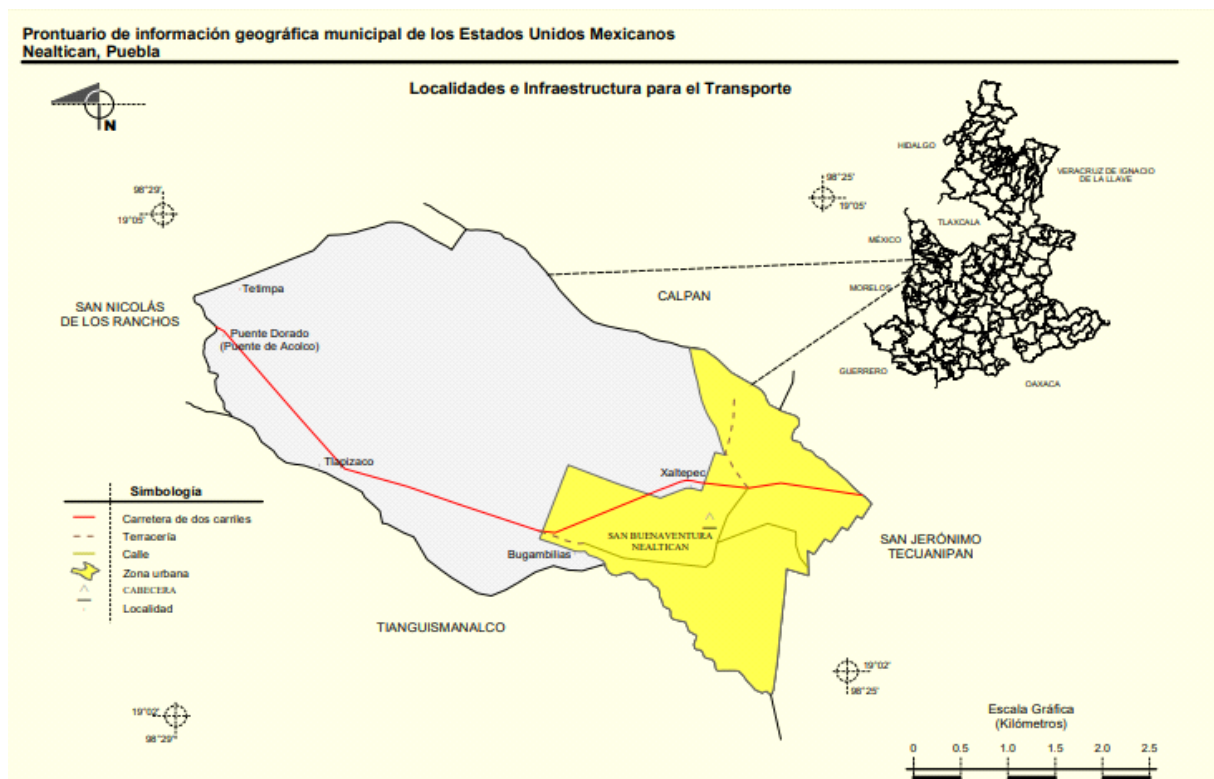 Prontuario de información geográfica municipal de los Estados Unidos Mexicanos
Nealtican, Puebla
Localidades e Infraestructura para el Transporte
N
HIDALGO
VERACRUZ DE IGNACIO
DE LA LLAVE
TLAXCALA
MÉXICO
MORELOS
GUERRERO
OAXACA
98°29'
19°05'
98°25'
19°05'
SAN NICOLÁS
DE LOS RANCHOS
Tetimpa
CALPAN
Puente Dorado
(Puente de Acolco)
Tlapizaco
Xaltepec
SAN BUENAVENTURA
NEALTICAN
Bugambilias
SAN JERÓNIMO
TECUANIPAN
TIANGUISMANALCO
Simbología
Carretera de dos carriles
Terracería
Calle
Zona urbana
CABECERA
Localidad
19°02'
98°25'
19°02'
98°29'
Escala Gráfica
(Kilómetros)
0 0.5 1.0 1.5 2.0 2.5